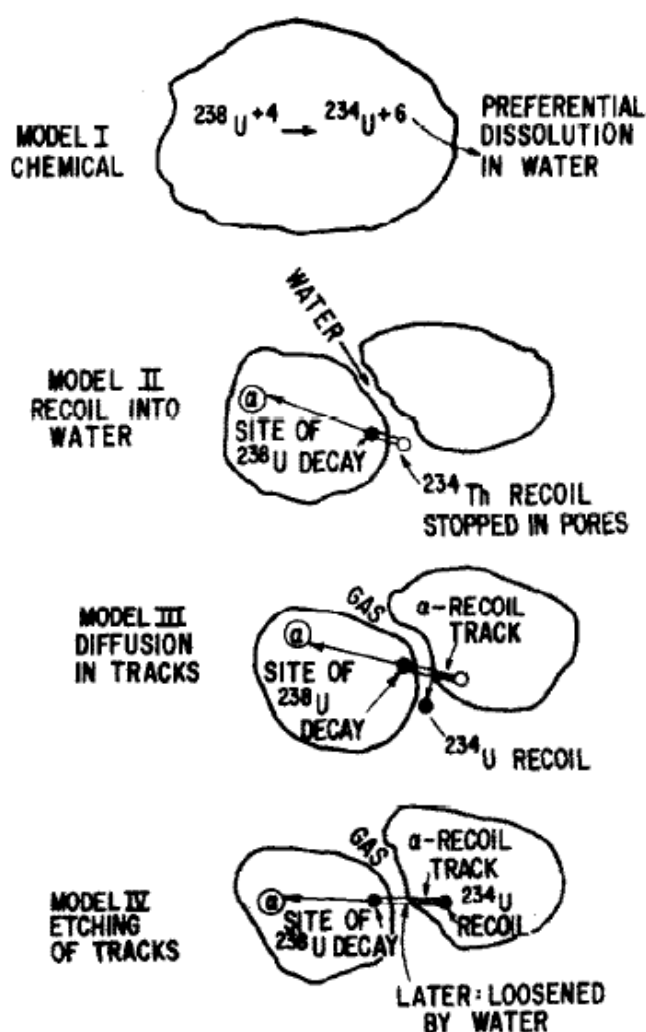 MODEL I
CHEMICAL
²³⁸U⁺⁴ → ²³⁴U⁺⁶
PREFERENTIAL
DISSOLUTION
IN WATER
MODEL II
RECOIL INTO
WATER
WATER
α
SITE OF
²³⁸U DECAY
²³⁴Th RECOIL
STOPPED IN PORES
MODEL III
DIFFUSION
IN TRACKS
GAS
α-RECOIL
TRACK
α
SITE OF
²³⁸U
DECAY
²³⁴U RECOIL
MODEL IV
ETCHING
OF TRACKS
GAS
α-RECOIL
TRACK
α
SITE OF
²³⁸U DECAY
²³⁴U
RECOIL
LATER: LOOSENED
BY WATER